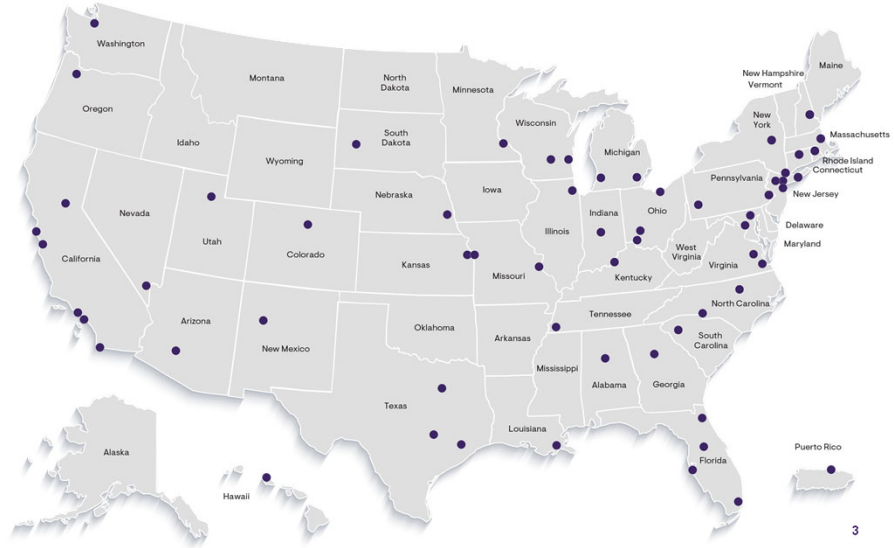 Washington
Montana
North
Dakota
Minnesota
Maine
New Hampshire
Vermont
Oregon
Idaho
South
Dakota
Wisconsin
Michigan
New
York
Massachusetts
Rhode Island
Connecticut
Wyoming
Nebraska
Iowa
Pennsylvania
New Jersey
Nevada
Utah
Colorado
Illinois
Indiana
Ohio
Delaware
Maryland
California
Kansas
Missouri
West
Virginia
Virginia
Kentucky
Arizona
New Mexico
Oklahoma
Arkansas
Tennessee
North Carolina
South
Carolina
Mississippi
Alabama
Georgia
Texas
Louisiana
Alaska
Hawaii
Florida
Puerto Rico
3